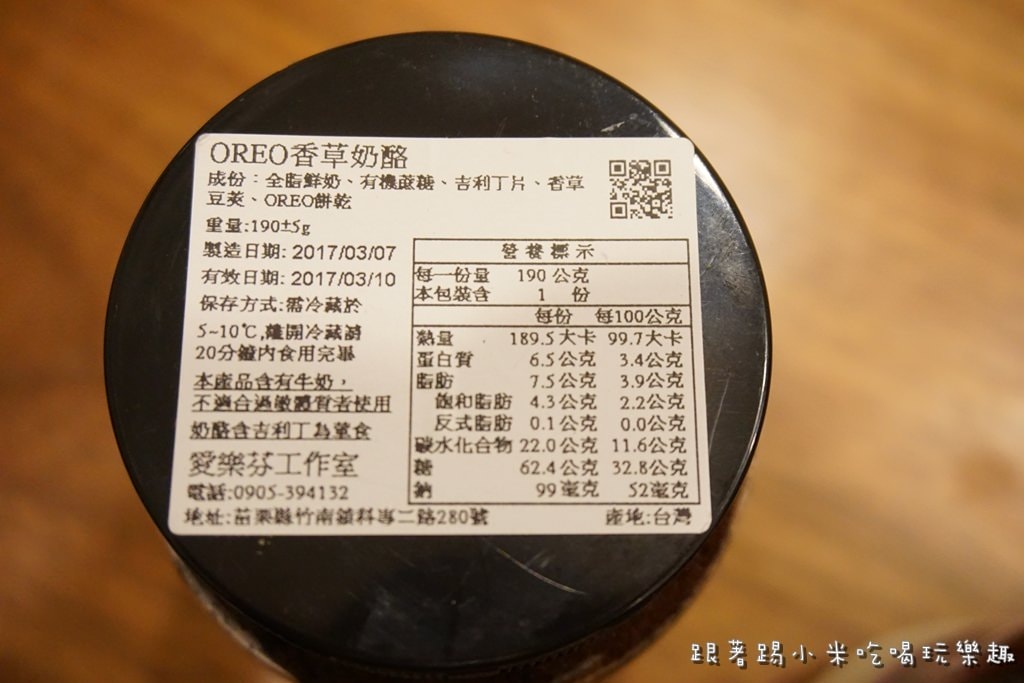 OREO香草奶酪
成份：全脂鮮奶、有機蔗糖、吉利丁片、香草
豆莢、OREO餅乾
重量:190±5g
製造日期: 2017/03/07
有效日期: 2017/03/10
保存方式:需冷藏於
5~10℃,離開冷藏請
20分鐘內食用完畢
本產品含有牛奶，
不適合過敏體質者使用
奶酪含吉利丁為葷食
愛樂芬工作室
電話:0905-394132
地址:苗栗縣竹南鎮科專二路280號
產地:台灣
營養標示
每一份量 190 公克
本包裝含 1 份
每份 每100公克
熱量 189.5大卡 99.7大卡
蛋白質 6.5公克 3.4公克
脂肪 7.5公克 3.9公克
飽和脂肪 4.3公克 2.2公克
反式脂肪 0.1公克 0.0公克
碳水化合物 22.0公克 11.6公克
糖 62.4公克 32.8公克
鈉 99毫克 52毫克
跟著踢小米吃喝玩樂趣